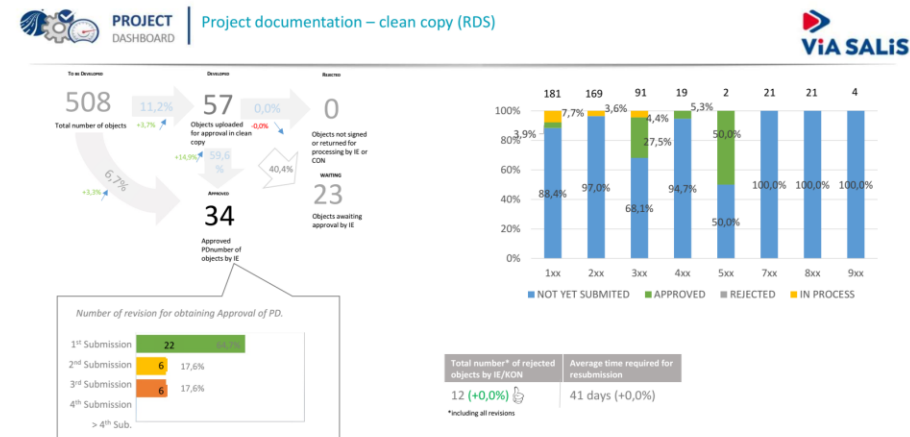 PROJECT
DASHBOARD
Project documentation – clean copy (RDS)
ViA SALiS
TO BE DEVELOPED
DEVELOPED
REJECTED
508
11,2%
57
0,0%
0
Total number of objects
+3,7%
Objects uploaded
for approval in clean
copy
-0,0%
Objects not signed
or returned for
processing by IE or
CON
+14,9%
59,6
%
40,4%
WAITING
23
Objects awaiting
approval by IE
6,7%
+3,3%
APPROVED
34
Approved
PDnumber of
objects by IE
Number of revision for obtaining Approval of PD.
1st Submission 22 64,7%
2nd Submission 6 17,6%
3rd Submission 6 17,6%
4th Submission
> 4th Sub.
181 169 91 19 2 21 21 4
100%
80%
60%
40%
20%
0%
7,7% 3,6% 4,4% 5,3%
3,9% 27,5% 50,0%
88,4% 97,0% 68,1% 94,7% 50,0% 100,0% 100,0% 100,0%
1xx 2xx 3xx 4xx 5xx 7xx 8xx 9xx
NOT YET SUBMITED APPROVED REJECTED IN PROCESS
Total number* of rejected
objects by IE/KON
Average time required for
resubmission
12 (+0,0%)
41 days (+0,0%)
*including all revisions